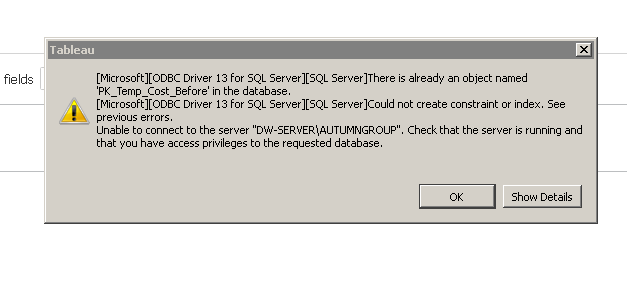 Tableau
fields
[Microsoft][ODBC Driver 13 for SQL Server][SQL Server]There is already an object named
'PK_Temp_Cost_Before' in the database.
[Microsoft][ODBC Driver 13 for SQL Server][SQL Server]Could not create constraint or index. See
previous errors.
Unable to connect to the server "DW-SERVER\AUTUMNGROUP". Check that the server is running and
that you have access privileges to the requested database.
OK
Show Details